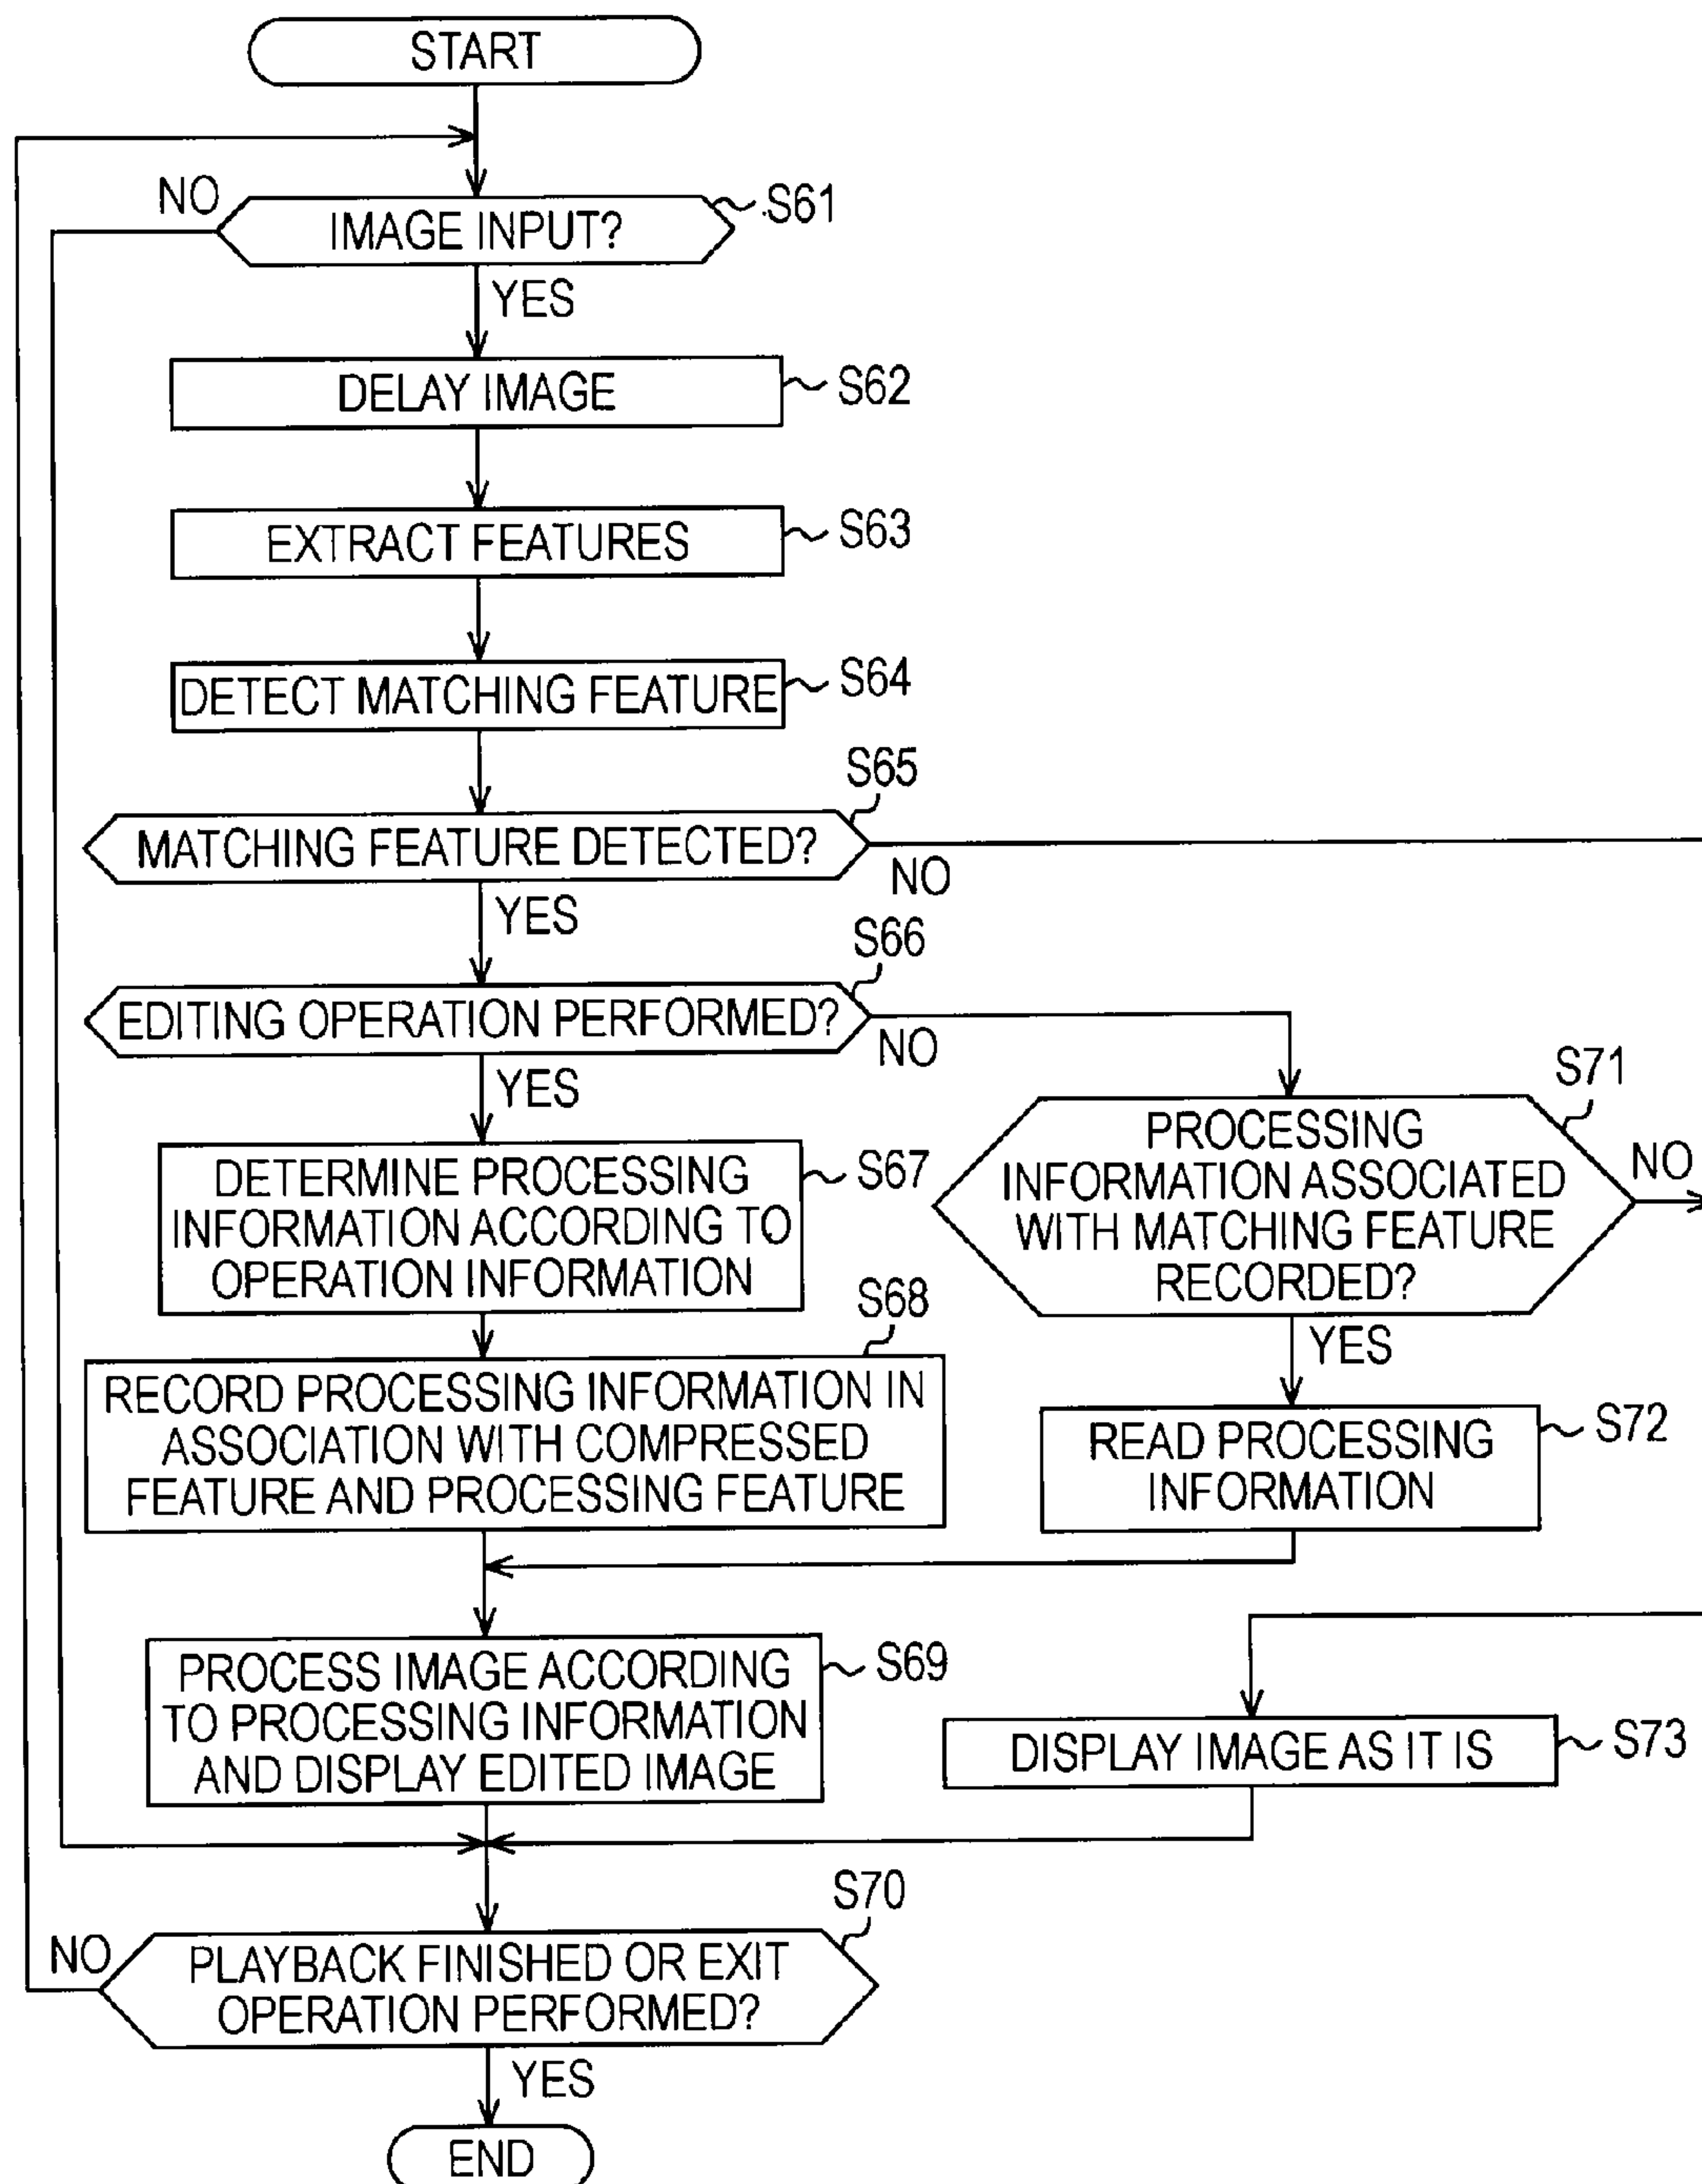 START
NO
S61
IMAGE INPUT?
YES
DELAY IMAGE
S62
EXTRACT FEATURES
S63
DETECT MATCHING FEATURE
S64
S65
MATCHING FEATURE DETECTED?
NO
YES
S66
EDITING OPERATION PERFORMED?
NO
YES
S71
PROCESSING
INFORMATION ASSOCIATED
WITH MATCHING FEATURE
RECORDED?
NO
YES
DETERMINE PROCESSING
INFORMATION ACCORDING TO
OPERATION INFORMATION
S67
S68
RECORD PROCESSING INFORMATION IN
ASSOCIATION WITH COMPRESSED
FEATURE AND PROCESSING FEATURE
READ PROCESSING
INFORMATION
S72
PROCESS IMAGE ACCORDING
TO PROCESSING INFORMATION
AND DISPLAY EDITED IMAGE
S69
DISPLAY IMAGE AS IT IS
S73
S70
NO
PLAYBACK FINISHED OR EXIT
OPERATION PERFORMED?
YES
END